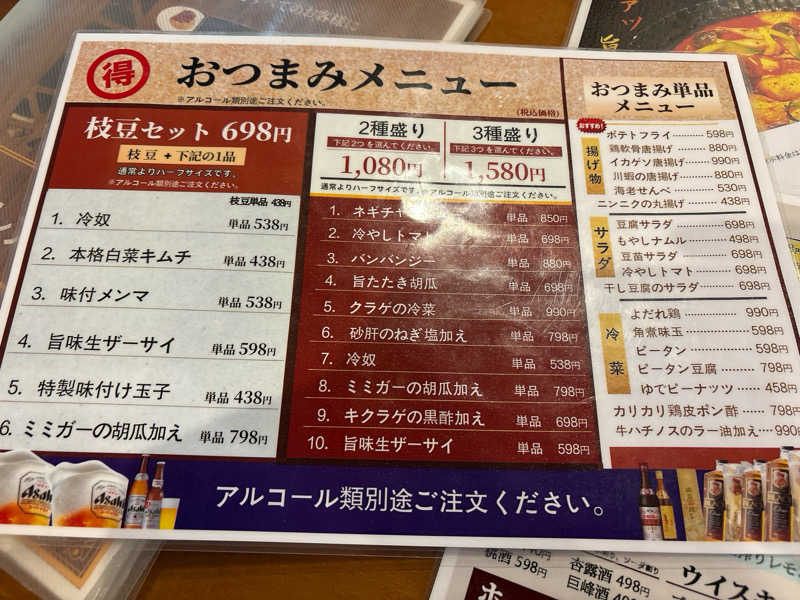 得 おつまみメニュー
※アルコール類別途ご注文ください。
(税込価格)
枝豆セット 698円
枝豆 + 下記の1品
通常よりハーフサイズです。
※アルコール類別途ご注文ください。
枝豆単品 438円
1. 冷奴 単品 538円
2. 本格白菜キムチ 単品 438円
3. 味付メンマ 単品 538円
4. 旨味生ザーサイ 単品 598円
5. 特製味付け玉子 単品 438円
6. ミミガーの胡瓜加え 単品 798円
2種盛り
下記2つを選んでください。
1,080円
3種盛り
下記3つを選んでください。
1,580円
通常よりハーフサイズです。※アルコール類別途ご注文ください。
1. ネギチャ 単品 850円
2. 冷やしトマト 単品 698円
3. バンバンジー 単品 880円
4. 旨たたき胡瓜 単品 698円
5. クラゲの冷菜 単品 990円
6. 砂肝のねぎ塩加え 単品 798円
7. 冷奴 単品 538円
8. ミミガーの胡瓜加え 単品 798円
9. キクラゲの黒酢加え 単品 698円
10. 旨味生ザーサイ 単品 598円
おつまみ単品
メニュー
おすすめ!
揚げ物
ポテトフライ 598円
鶏軟骨唐揚げ 880円
イカゲソ唐揚げ 990円
川蝦の唐揚げ 880円
海老せんべ 530円
ニンニクの丸揚げ 438円
サラダ
豆腐サラダ 698円
もやしナムル 498円
豆苗サラダ 698円
冷やしトマト 698円
干し豆腐のサラダ 698円
冷菜
よだれ鶏 990円
角煮味玉 598円
ピータン 598円
ピータン豆腐 798円
ゆでピーナッツ 458円
カリカリ鶏皮ポン酢 798円
牛ハチノスのラー油加え 990円
アルコール類別途ご注文ください。
Asahi
Asahi
桃酒 598円
杏露酒 498円
巨峰酒
ウイスキ